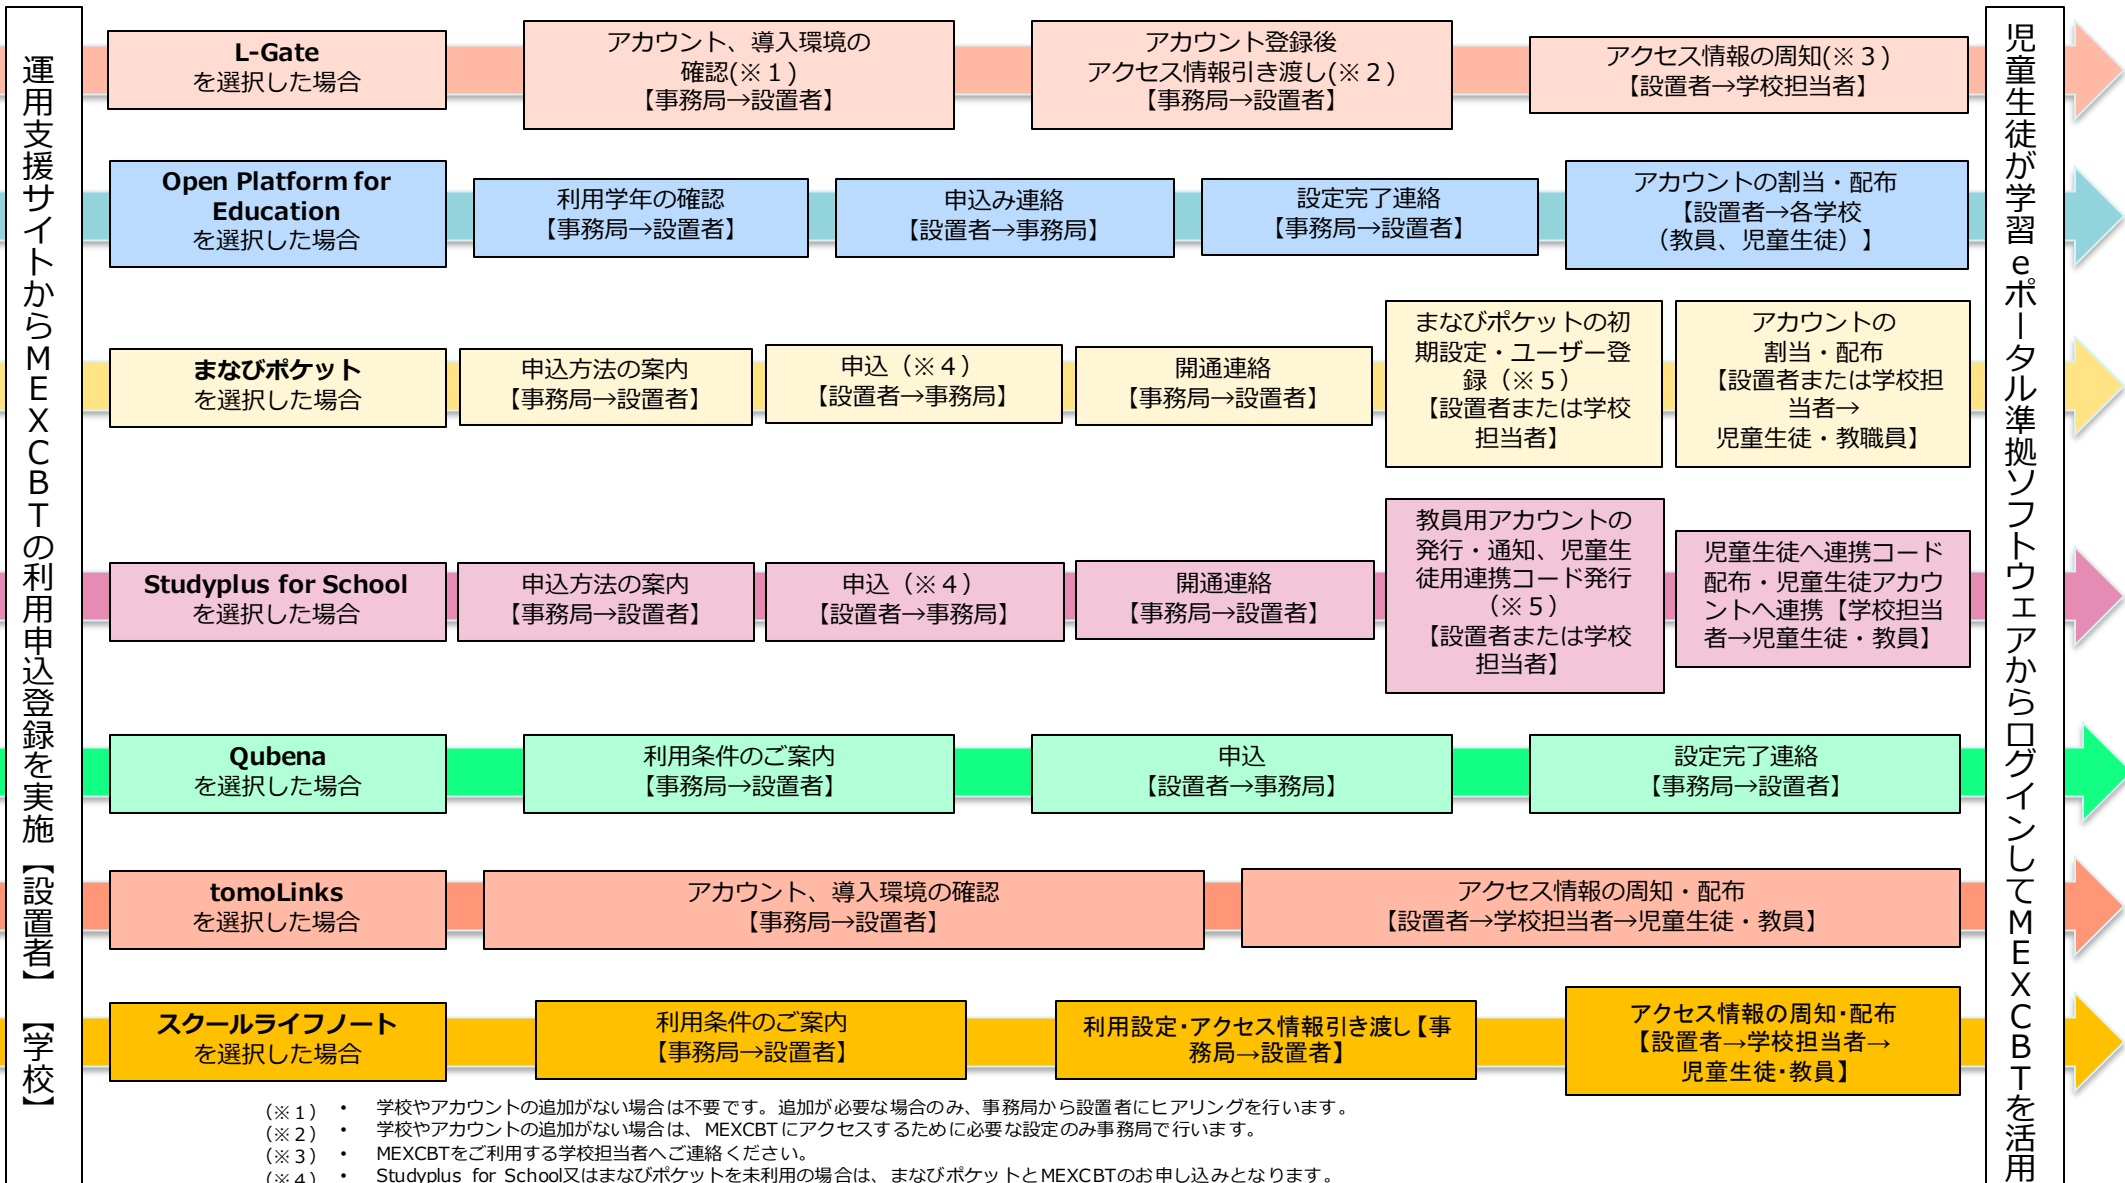 運用支援サイトからMEXCBTの利用申込登録を実施【設置者】【学校】
L-Gate
を選択した場合
アカウント、導入環境の
確認(※１)
【事務局→設置者】
アカウント登録後
アクセス情報引き渡し(※２)
【事務局→設置者】
アクセス情報の周知(※３)
【設置者→学校担当者】
Open Platform for
Education
を選択した場合
利用学年の確認
【事務局→設置者】
申込み連絡
【設置者→事務局】
設定完了連絡
【事務局→設置者】
アカウントの割当・配布
【設置者→各学校
（教員、児童生徒）】
まなびポケット
を選択した場合
申込方法の案内
【事務局→設置者】
申込（※４）
【設置者→事務局】
開通連絡
【事務局→設置者】
まなびポケットの初
期設定・ユーザー登
録（※５）
【設置者または学校
担当者】
アカウントの
割当・配布
【設置者または学校担
当者→
児童生徒・教職員】
Studyplus for School
を選択した場合
申込方法の案内
【事務局→設置者】
申込（※４）
【設置者→事務局】
開通連絡
【事務局→設置者】
教員用アカウントの
発行・通知、児童生
徒用連携コード発行
（※５）
【設置者または学校
担当者】
児童生徒へ連携コード
配布・児童生徒アカウ
ントへ連携【学校担当
者→児童生徒・教員】
Qubena
を選択した場合
利用条件のご案内
【事務局→設置者】
申込
【設置者→事務局】
設定完了連絡
【事務局→設置者】
tomoLinks
を選択した場合
アカウント、導入環境の確認
【事務局→設置者】
アクセス情報の周知・配布
【設置者→学校担当者→児童生徒・教員】
スクールライフノート
を選択した場合
利用条件のご案内
【事務局→設置者】
利用設定・アクセス情報引き渡し【事
務局→設置者】
アクセス情報の周知・配布
【設置者→学校担当者→
児童生徒・教員】
児童生徒が学習eポータル準拠ソフトウェアからログインしてMEXCBTを活用
（※１）・ 学校やアカウントの追加がない場合は不要です。追加が必要な場合のみ、事務局から設置者にヒアリングを行います。
（※２）・ 学校やアカウントの追加がない場合は、MEXCBTにアクセスするために必要な設定のみ事務局で行います。
（※３）・ MEXCBTをご利用する学校担当者へご連絡ください。
（※４）・ Studyplus for School又はまなびポケットを未利用の場合は、まなびポケットとMEXCBTのお申し込みとなります。